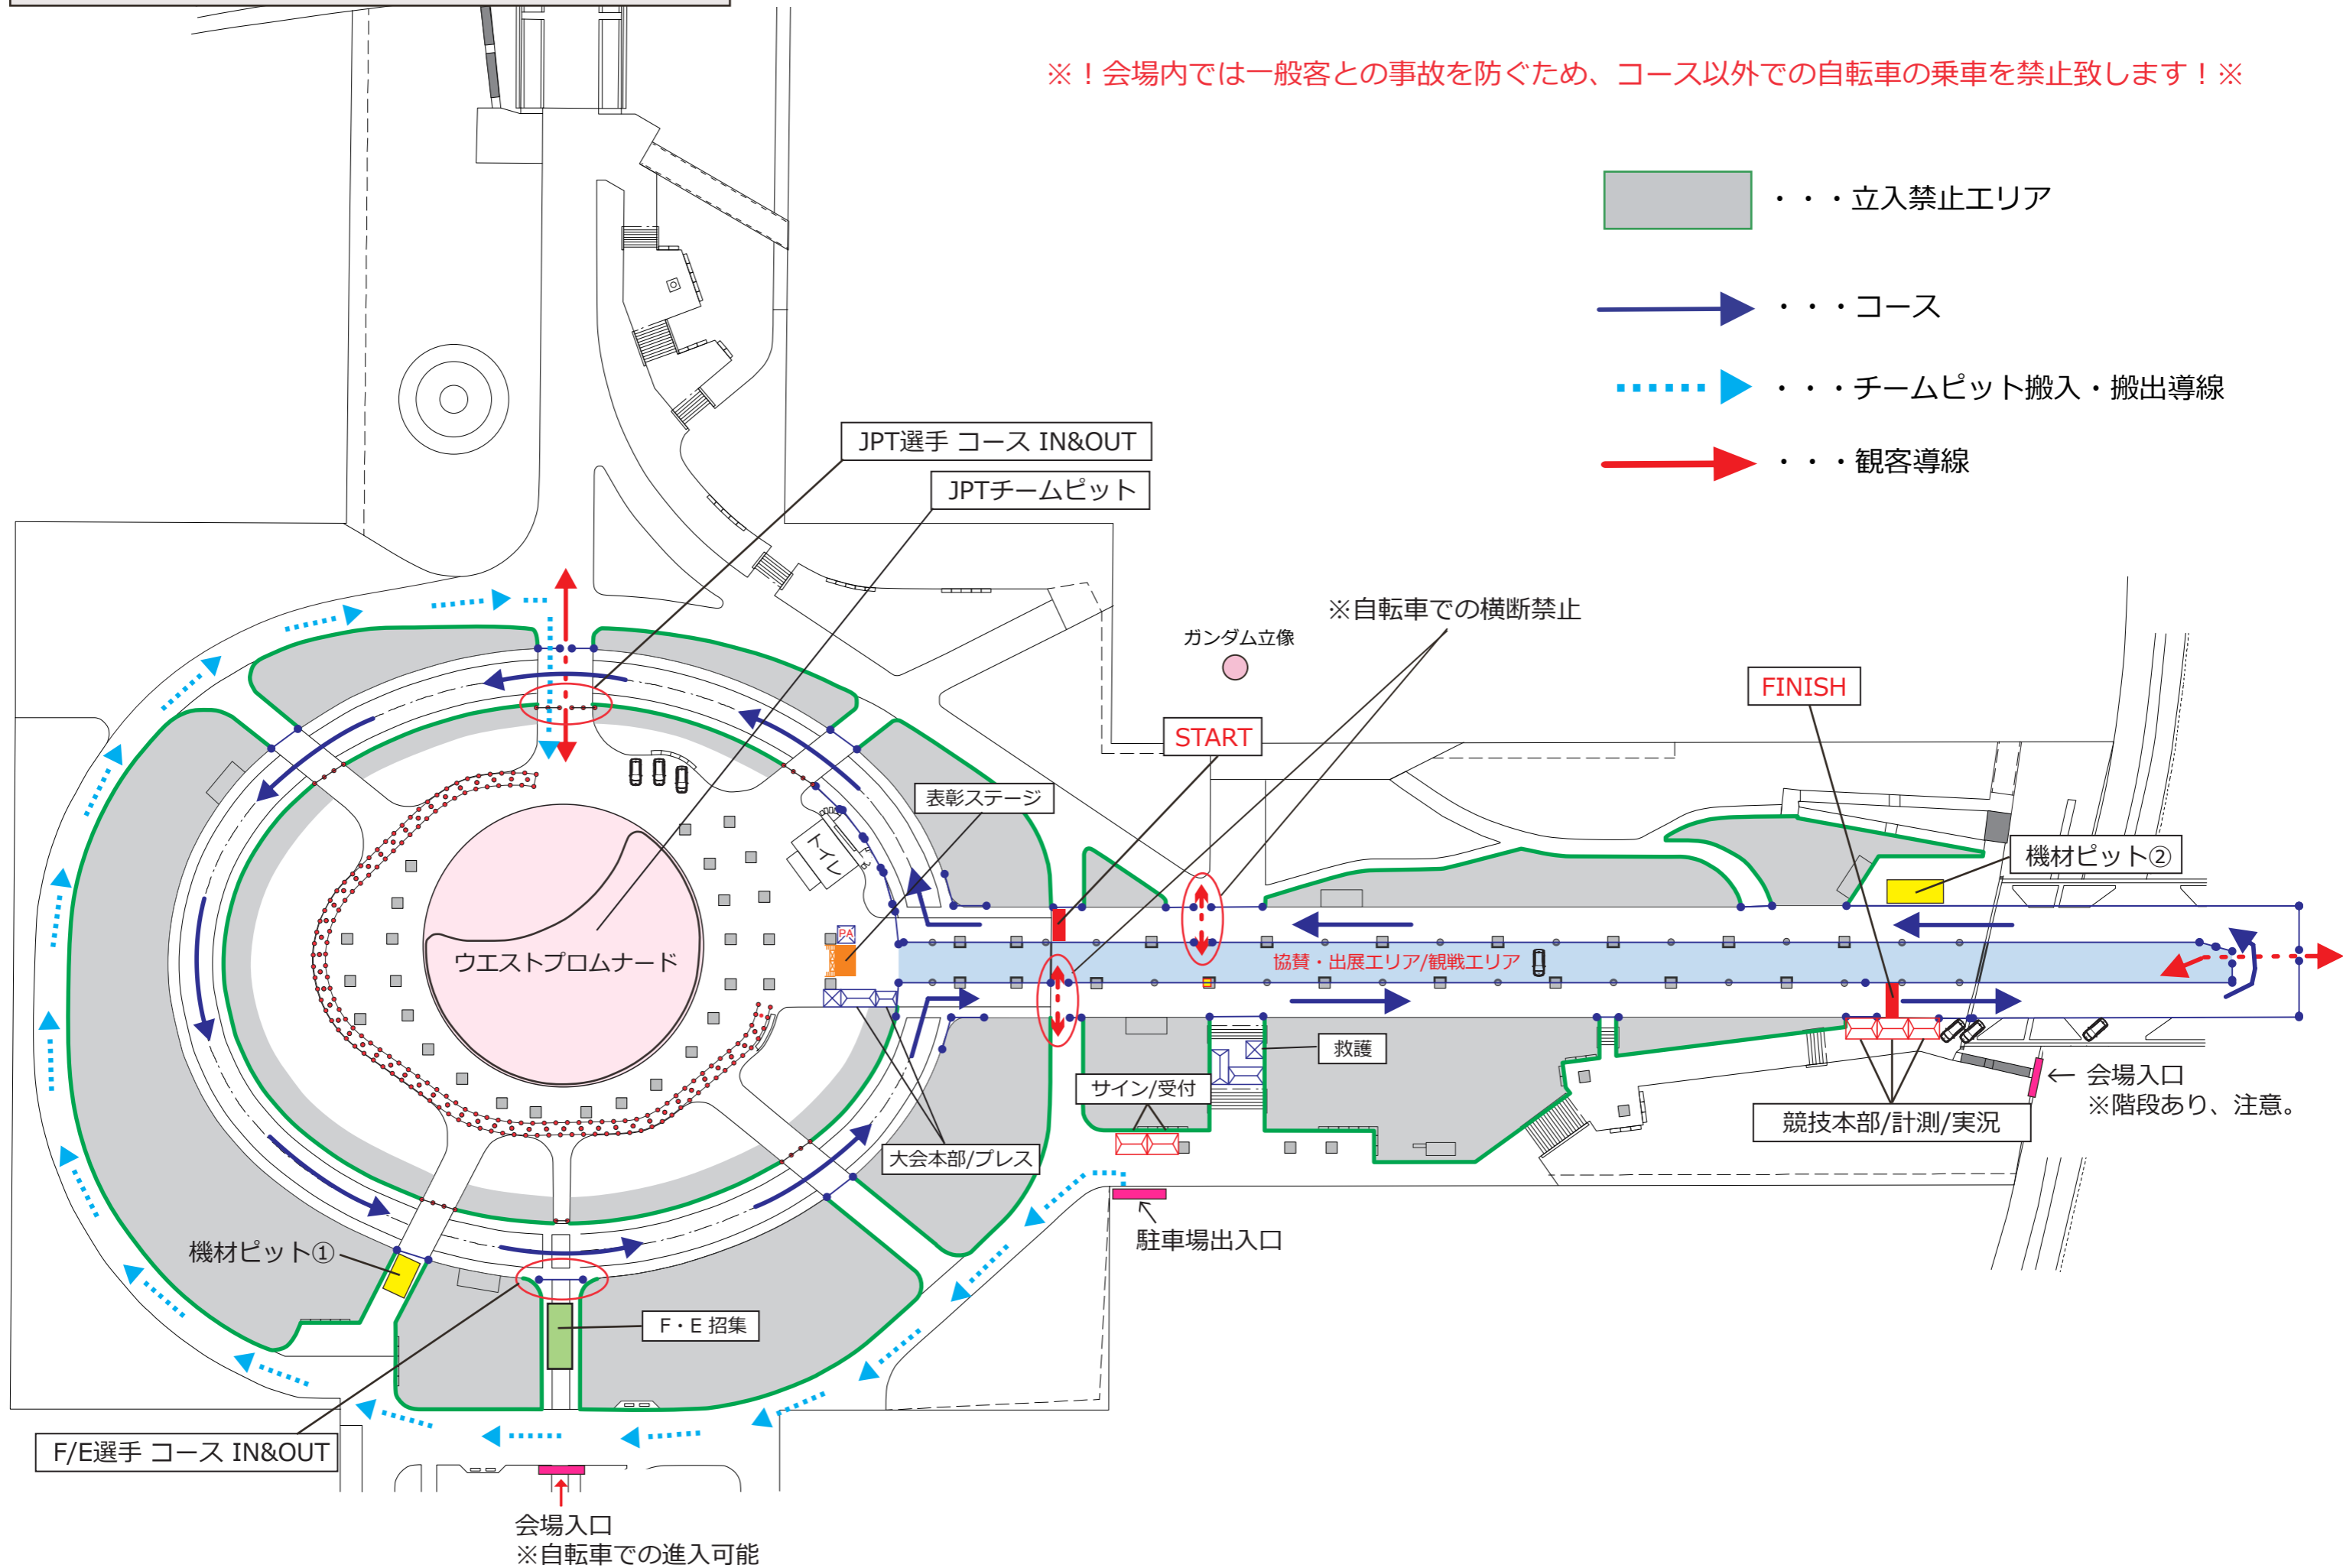 ※！会場内では一般客との事故を防ぐため、コース以外での自転車の乗車を禁止致します！※
・・・立入禁止エリア
・・・コース
・・・チームピット搬入・搬出導線
・・・観客導線
JPT選手 コース IN&OUT
JPTチームピット
※自転車での横断禁止
ガンダム立像
FINISH
START
表彰ステージ
トイレ
機材ピット②
PA
ウエストプロムナード
協賛・出展エリア/観戦エリア
救護
サイン/受付
←会場入口
※階段あり、注意。
競技本部/計測/実況
大会本部/プレス
駐車場出入口
機材ピット①
F・E 招集
F/E選手 コース IN&OUT
会場入口
※自転車での進入可能